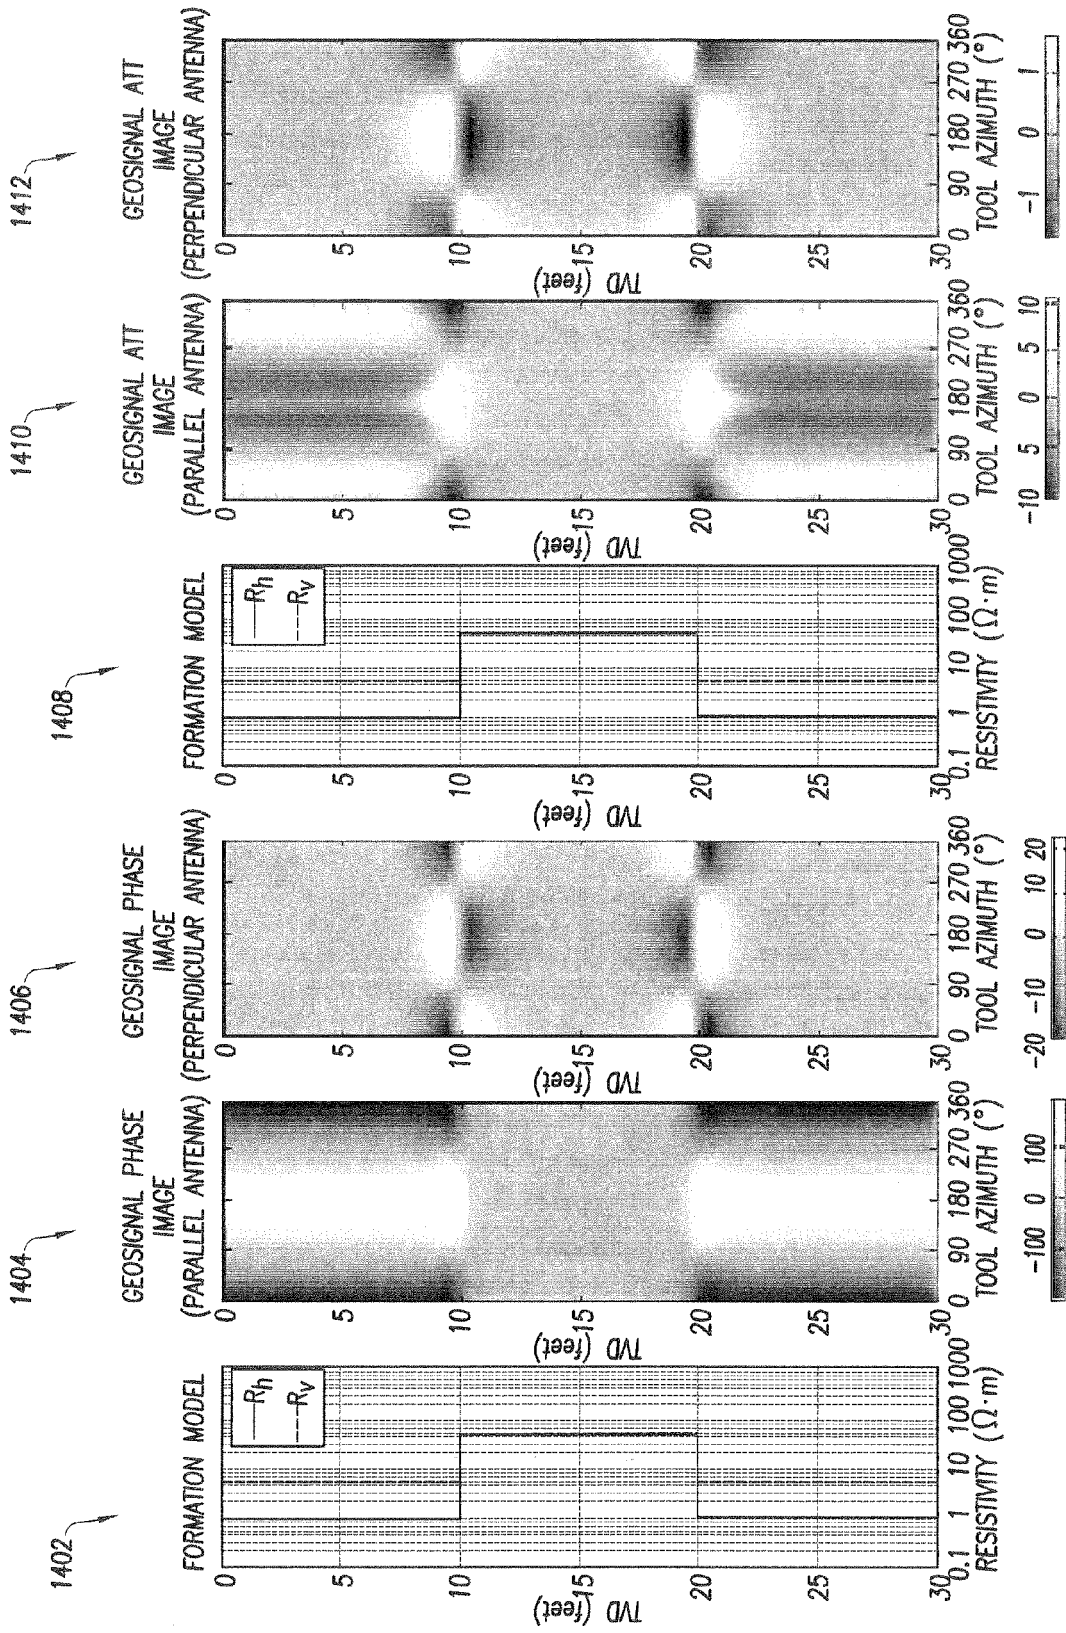 1402
FORMATION MODEL
0
5
10
15
20
25
30
TVD (feet)
Rh
Rv
0.1 1 10 100 1000
RESISTIVITY (Ω·m)
1404
GEOSIGNAL PHASE
IMAGE
(PARALLEL ANTENNA)
0
5
10
15
20
25
30
TVD (feet)
0 90 180 270 360
TOOL AZIMUTH (°)
-100 0 100
1406
GEOSIGNAL PHASE
IMAGE
(PERPENDICULAR ANTENNA)
0
5
10
15
20
25
30
TVD (feet)
0 90 180 270 360
TOOL AZIMUTH (°)
-20 -10 0 10 20
1408
FORMATION MODEL
0
5
10
15
20
25
30
TVD (feet)
Rh
Rv
0.1 1 10 100 1000
RESISTIVITY (Ω·m)
1410
GEOSIGNAL ATT
IMAGE
(PARALLEL ANTENNA)
0
5
10
15
20
25
30
TVD (feet)
0 90 180 270 360
TOOL AZIMUTH (°)
-10 5 0 5 10
1412
GEOSIGNAL ATT
IMAGE
(PERPENDICULAR ANTENNA)
0
5
10
15
20
25
30
TVD (feet)
0 90 180 270 360
TOOL AZIMUTH (°)
-1 0 1